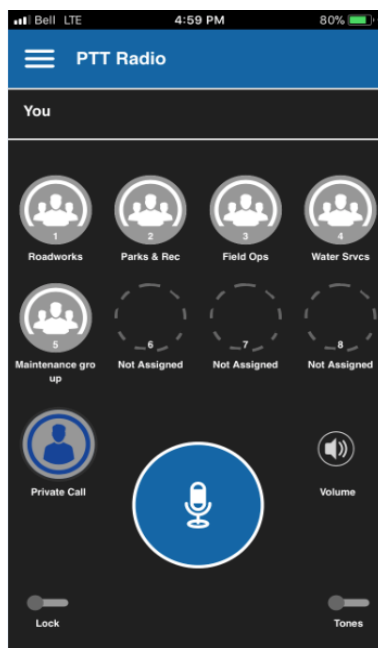 Bell LTE 4:59 PM 80%
PTT Radio
You
1 2 3 4
Roadworks Parks & Rec Field Ops Water Srvcs
5 6 7 8
Maintenance gro Not Assigned Not Assigned Not Assigned
up
Private Call Volume
Lock Tones